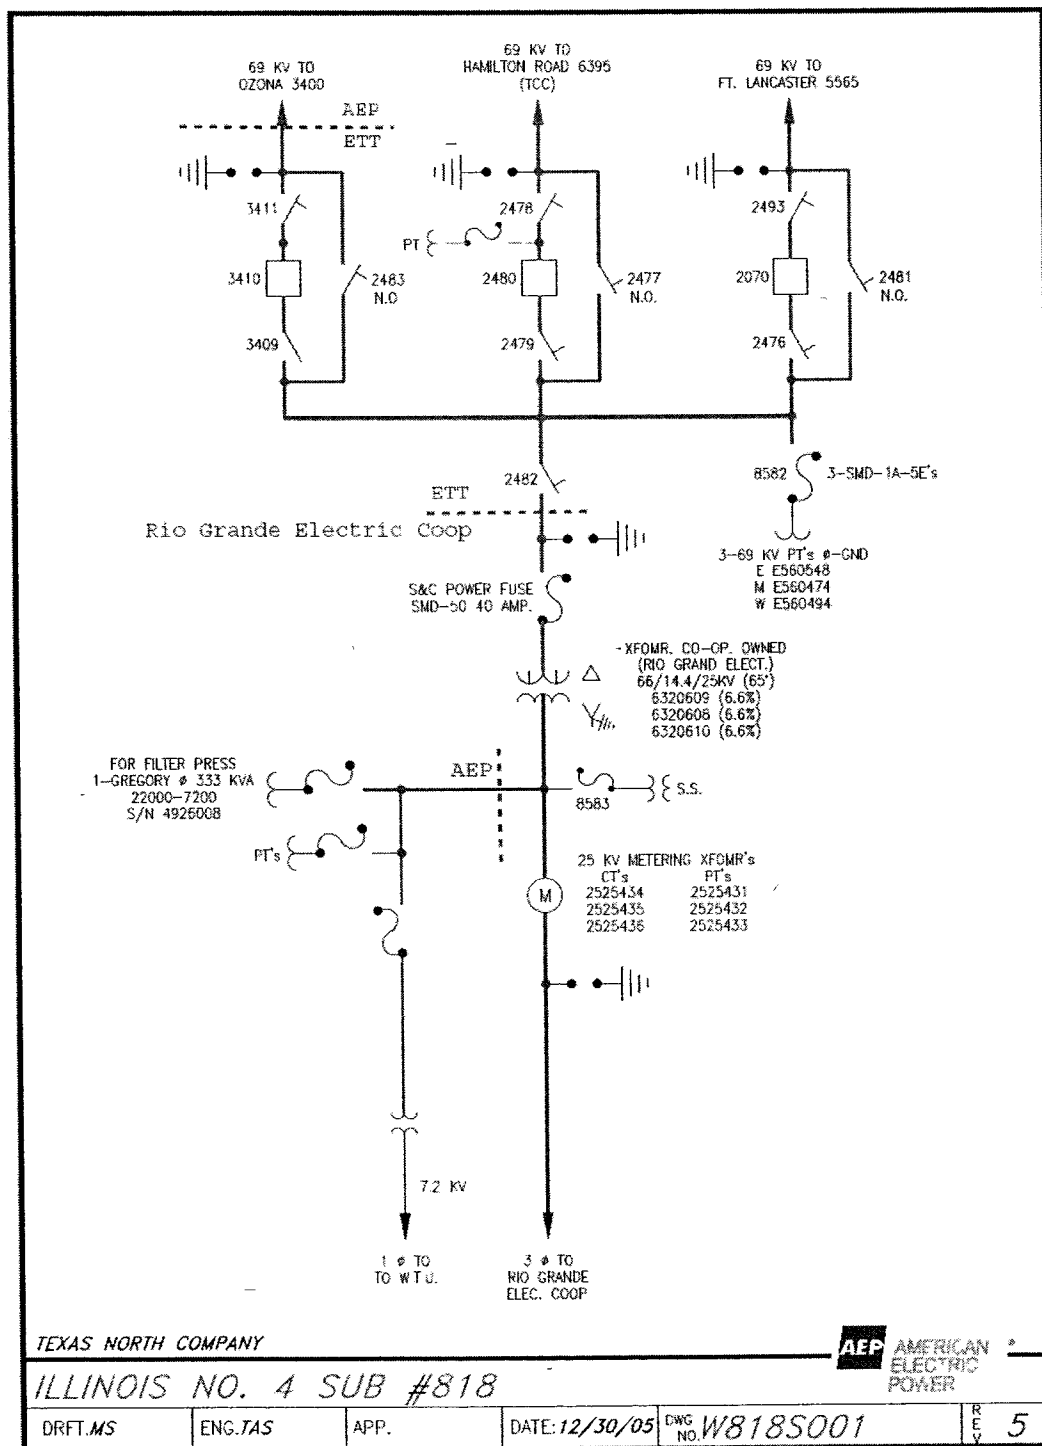 69 KV TO
OZONA 3400
69 KV TO
HAMILTON ROAD 6395
(TCC)
69 KV TO
FT. LANCASTER 5565
AEP
ETT
3411
2478
2493
PT
3410
2483
N.O
2480
2477
N.O.
2070
2481
N.O.
3409
2479
2476
2482
8582
3-SMD-1A-5E's
ETT
Rio Grande Electric Coop
3-69 KV PT's ø-GND
E E560548
M E560474
W E560494
S&C POWER FUSE
SMD-50 40 AMP.
XFOMR. CO-OP. OWNED
(RIO GRAND ELECT.)
66/14.4/25KV (65°)
6320609 (6.6%)
6320608 (6.6%)
6320610 (6.6%)
FOR FILTER PRESS
1-GREGORY ø 333 KVA
22000-7200
S/N 4926008
AEP
8583
S.S.
PT's
25 KV METERING XFOMR's
CT's PT's
2525434 2525431
2525435 2525432
2525436 2525433
M
7.2 KV
1 ø TO
TO W T U.
3 ø TO
RIO GRANDE
ELEC. COOP
TEXAS NORTH COMPANY
AEP AMERICAN
ELECTRIC
POWER
ILLINOIS NO. 4 SUB #818
DRFT.MS ENG.TAS APP. DATE:12/30/05 DWG NO. W818S001 REV 5